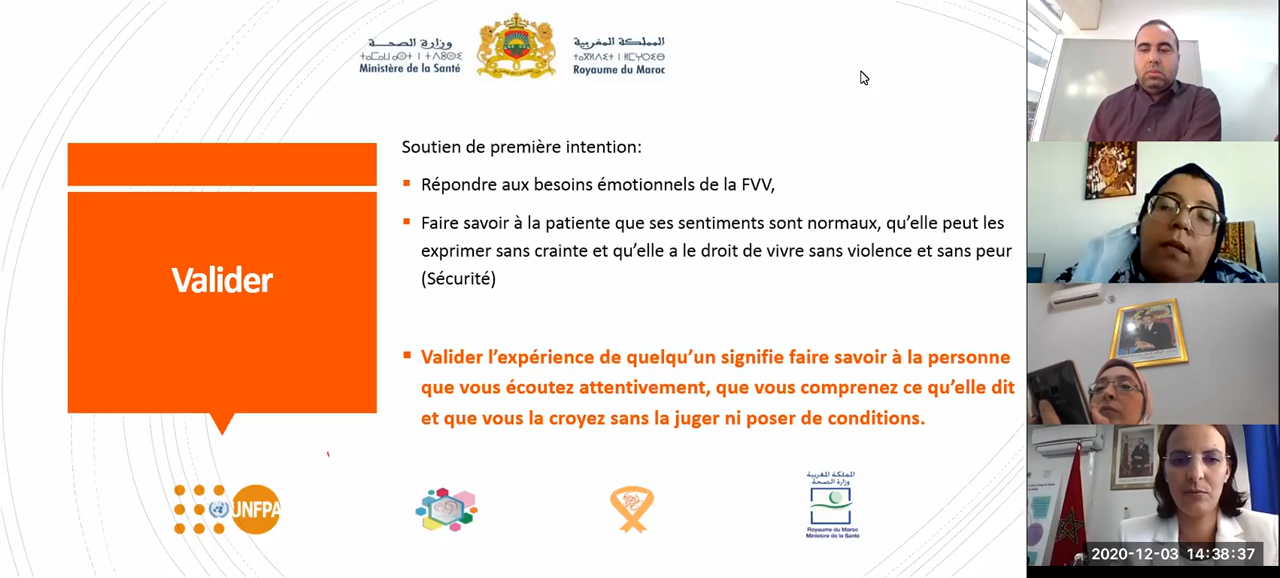 وزارة الصحة
ⵜⴰⵎⴰⵡⴰⵙⵜ ⵏ ⵜⴷⵓⵙⵉ
Ministère de la Santé
المملكة المغربية
ⵜⴰⴳⵍⴷⵉⵜ ⵏ ⵍⵎⵖⵔⵉⴱ
Royaume du Maroc
Soutien de première intention:
Répondre aux besoins émotionnels de la FVV,
Faire savoir à la patiente que ses sentiments sont normaux, qu’elle peut les
exprimer sans crainte et qu’elle a le droit de vivre sans violence et sans peur
(Sécurité)
Valider
Valider l’expérience de quelqu’un signifie faire savoir à la personne
que vous écoutez attentivement, que vous comprenez ce qu’elle dit
et que vous la croyez sans la juger ni poser de conditions.
UNFPA
المملكة المغربية
وزارة الصحة
Royaume du Maroc
Ministère de la Santé
2020-12-03 14:38:37